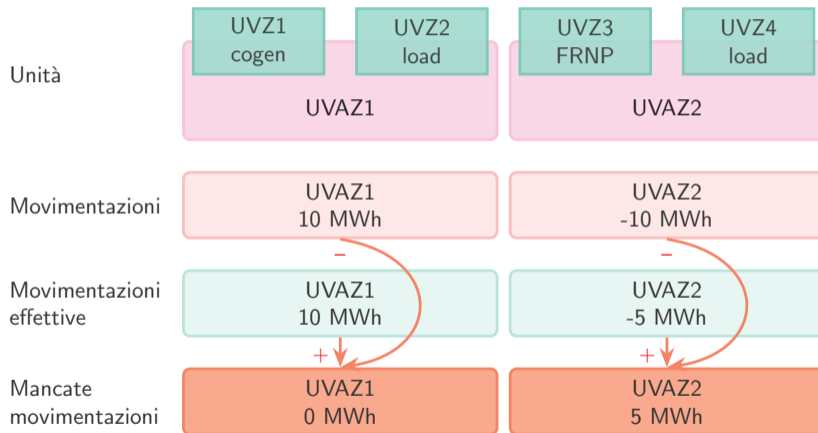 UVZ1
cogen
UVZ2
load
UVZ3
FRNP
UVZ4
load
Unità
UVAZ1
UVAZ2
Movimentazioni
UVAZ1
10 MWh
UVAZ2
-10 MWh
−
−
Movimentazioni
effettive
UVAZ1
10 MWh
UVAZ2
-5 MWh
+
+
Mancate
movimentazioni
UVAZ1
0 MWh
UVAZ2
5 MWh